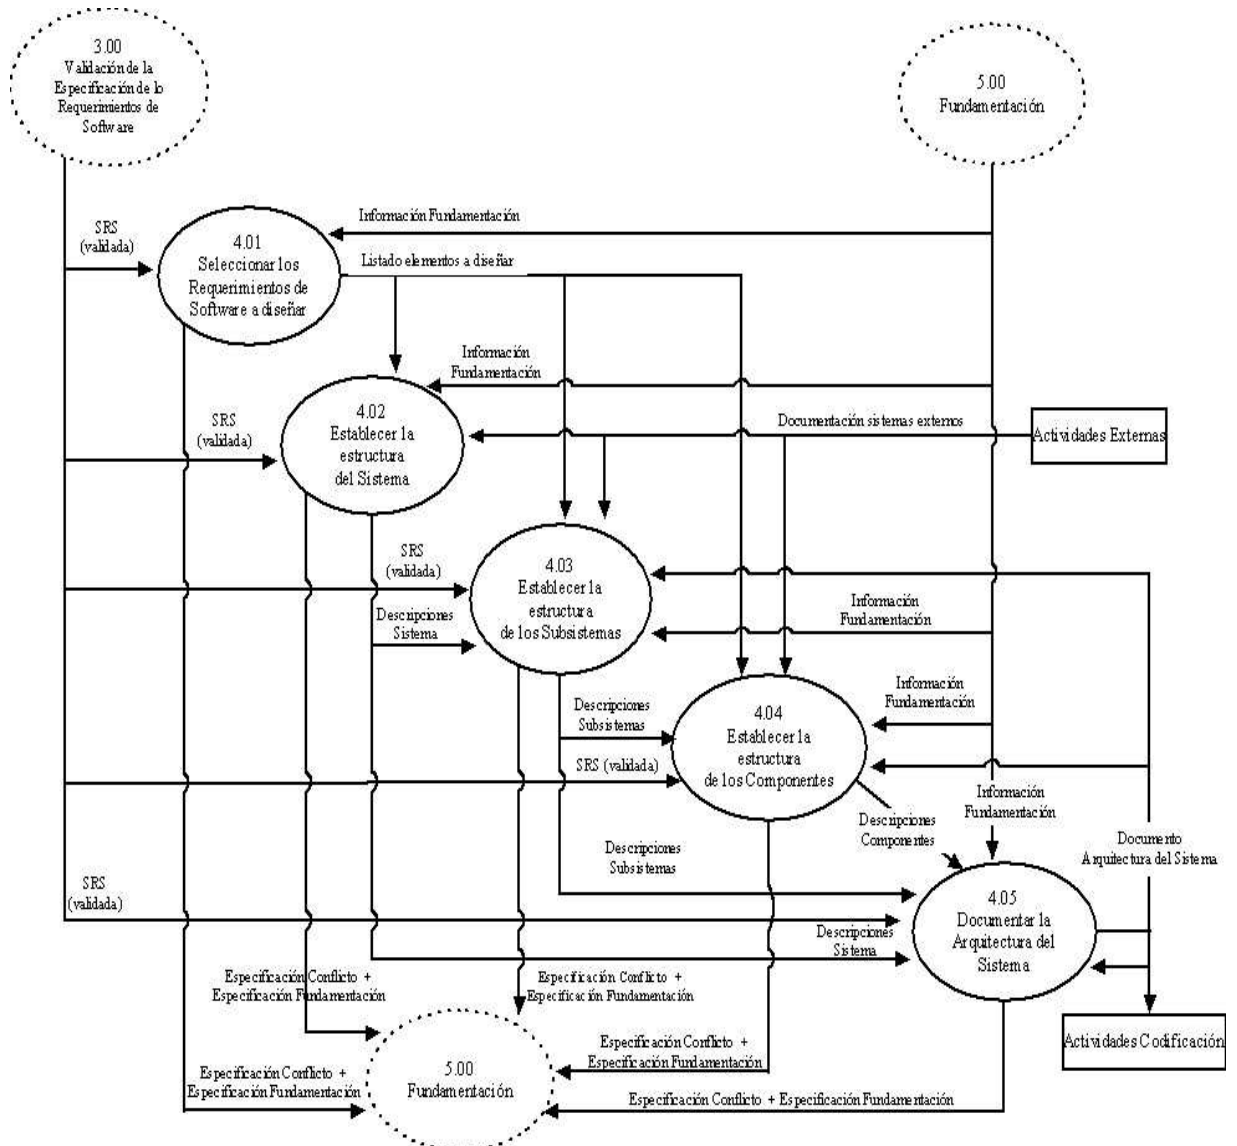 3.00
Validación de la
Especificación de lo
Requerimientos de
Software
5.00
Fundamentación
SRS
(validada)
Información Fundamentación
4.01
Seleccionar los
Requerimientos de
Software a diseñar
Listado elementos a diseñar
Información
Fundamentación
4.02
Establecer la
estructura
del Sistema
SRS
(validada)
Documentación sistemas externos
Actividades Externas
SRS
(validada)
4.03
Establecer la
estructura
de los Subsistemas
Descripciones
Sistema
Información
Fundamentación
Información
Fundamentación
Descripciones
Subsistemas
4.04
Establecer la
estructura
de los Componentes
SRS (validada)
Información
Fundamentación
Descripciones
Componentes
Documento
Arquitectura del Sistema
Descripciones
Subsistemas
SRS
(validada)
4.05
Documentar la
Arquitectura del
Sistema
Descripciones
Sistema
Especificación Conflicto +
Especificación Fundamentación
Especificación Conflicto +
Especificación Fundamentación
Actividades Codificación
Especificación Conflicto +
Especificación Fundamentación
5.00
Fundamentación
Especificación Conflicto +
Especificación Fundamentación
Especificación Conflicto + Especificación Fundamentación